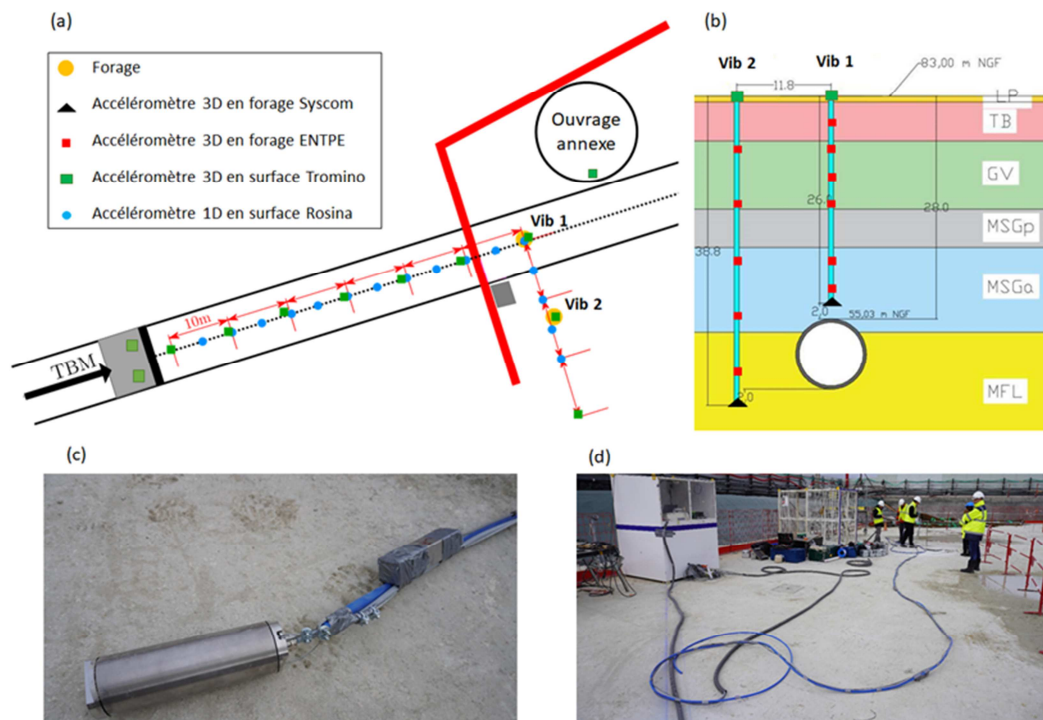 (a)
Forage
Accéléromètre 3D en forage Syscom
Accéléromètre 3D en forage ENTPE
Accéléromètre 3D en surface Tromino
Accéléromètre 1D en surface Rosina
Ouvrage
annexe
Vib 1
Vib 2
10m
TBM
(b)
Vib 2
Vib 1
11.8
83,00 m NGF
LP
TB
GV
26.
28.0
MSGp
38.8
MSGa
2,0
55,03 m NGF
MFL
2,0
(c)
(d)